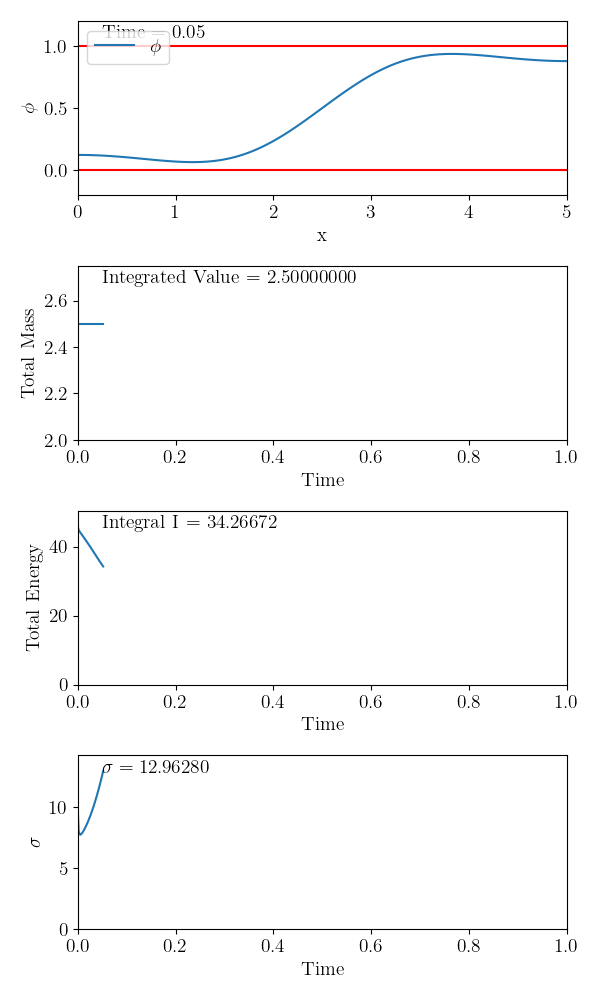 Time = 0.05
ϕ
1.0
0.5
0.0
ϕ
0 1 2 3 4 5
x
Integrated Value = 2.50000000
2.6
2.4
2.2
2.0
Total Mass
0.0 0.2 0.4 0.6 0.8 1.0
Time
Integral I = 34.26672
40
20
0
Total Energy
0.0 0.2 0.4 0.6 0.8 1.0
Time
σ = 12.96280
10
5
0
σ
0.0 0.2 0.4 0.6 0.8 1.0
Time